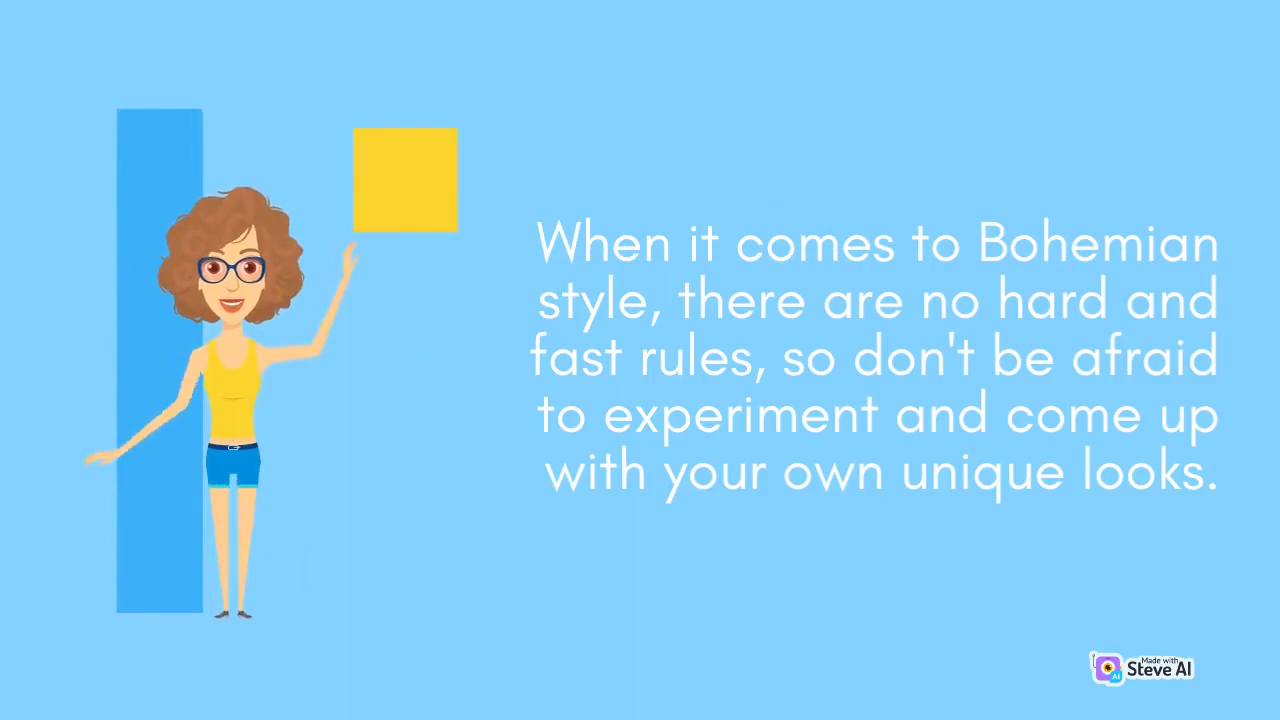 When it comes to Bohemian
style, there are no hard and
fast rules, so don't be afraid
to experiment and come up
with your own unique looks.
Made with
Steve AI
AI